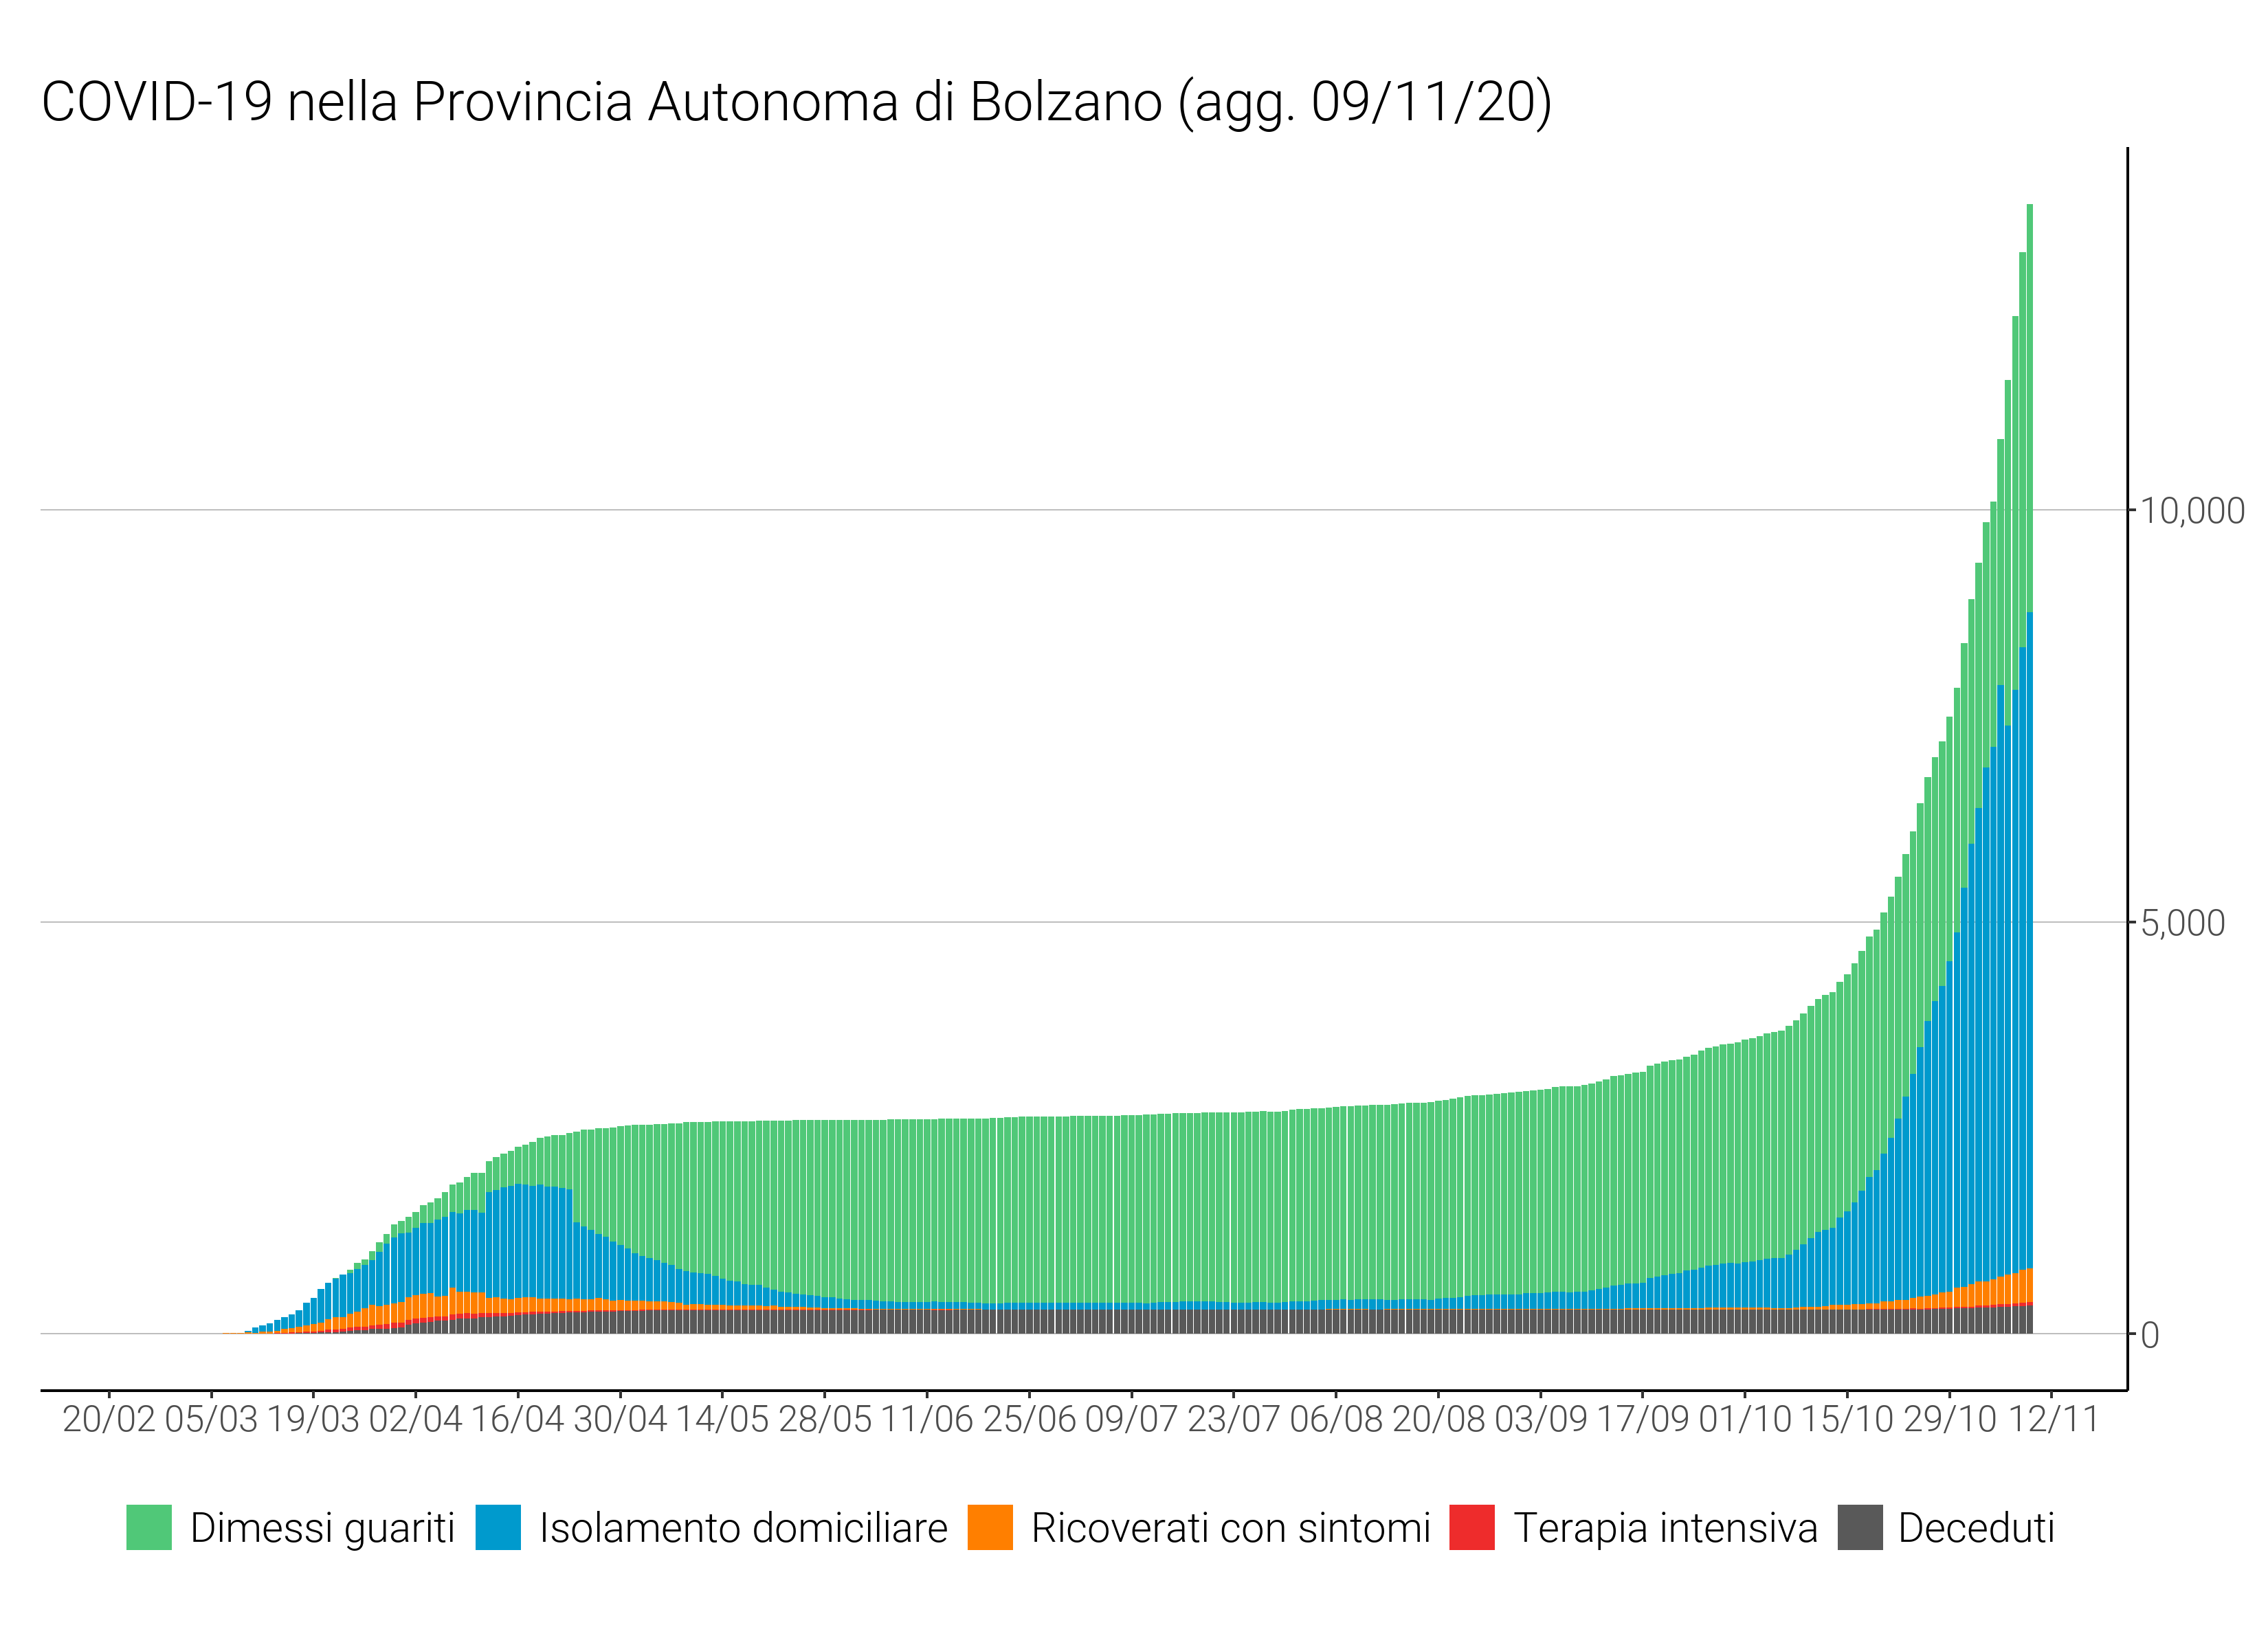 COVID-19 nella Provincia Autonoma di Bolzano (agg. 09/11/20)
10,000
5,000
0
20/02 05/03 19/03 02/04 16/04 30/04 14/05 28/05 11/06 25/06 09/07 23/07 06/08 20/08 03/09 17/09 01/10 15/10 29/10 12/11
Dimessi guariti Isolamento domiciliare Ricoverati con sintomi Terapia intensiva Deceduti